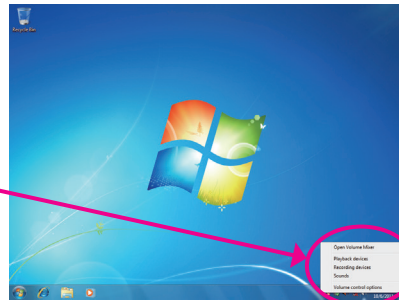 Recycle Bin
Open Volume Mixer
Playback devices
Recording devices
Sounds
Volume control options